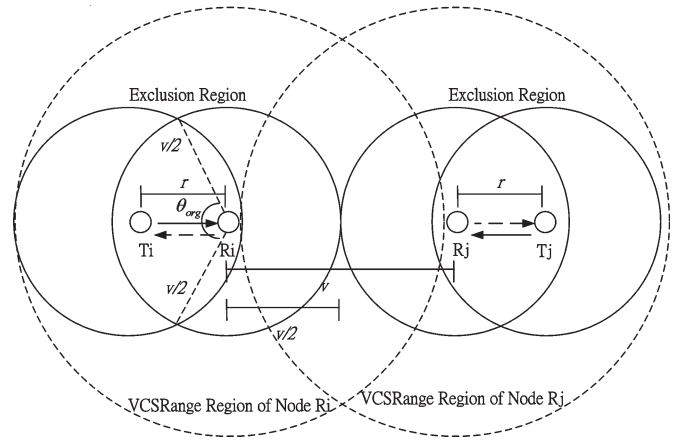 Exclusion Region
Exclusion Region
v/2
r
r
θorg
Ti
Ri
Rj
Tj
v/2
v
v/2
VCSRange Region of Node Ri
VCSRange Region of Node Rj